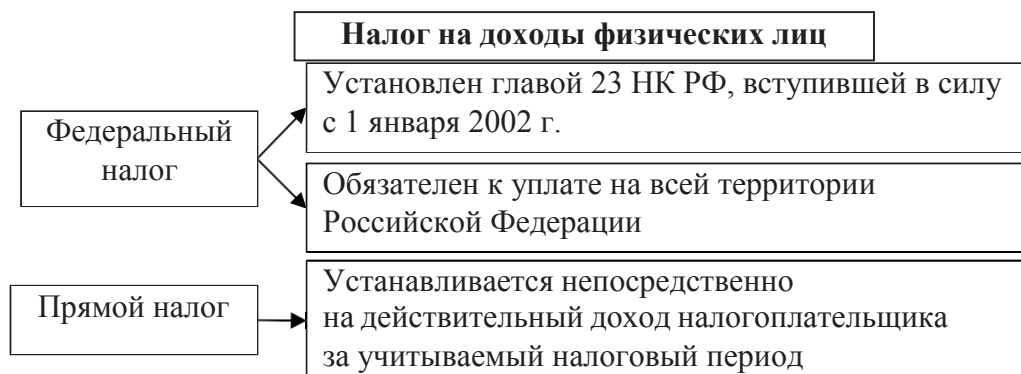 Налог на доходы физических лиц
Федеральный
налог
Установлен главой 23 НК РФ, вступившей в силу
с 1 января 2002 г.
Обязателен к уплате на всей территории
Российской Федерации
Прямой налог
Устанавливается непосредственно
на действительный доход налогоплательщика
за учитываемый налоговый период